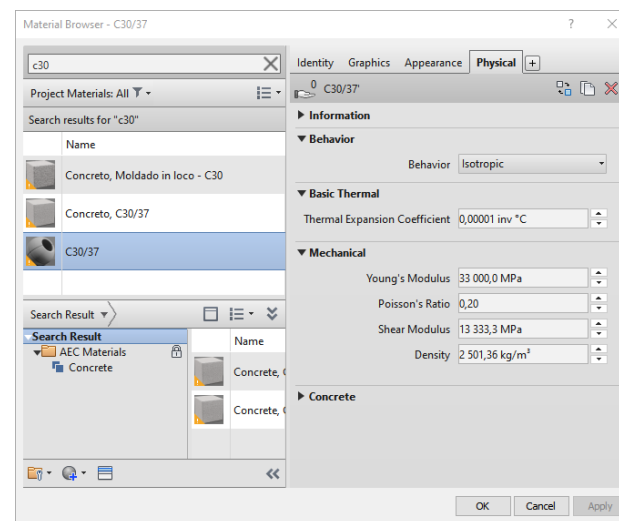 Material Browser - C30/37
?
c30
Project Materials: All
Search results for "c30"
Name
Concreto, Moldado in loco - C30
Concreto, C30/37
C30/37
Search Result
Search Result
AEC Materials
Concrete
Name
Concrete, (
Concrete, (
Identity Graphics Appearance Physical +
0 C30/37'
Information
Behavior
Behavior Isotropic
Basic Thermal
Thermal Expansion Coefficient 0,00001 inv °C
Mechanical
Young's Modulus 33 000,0 MPa
Poisson's Ratio 0,20
Shear Modulus 13 333,3 MPa
Density 2 501,36 kg/m³
Concrete
OK Cancel Apply